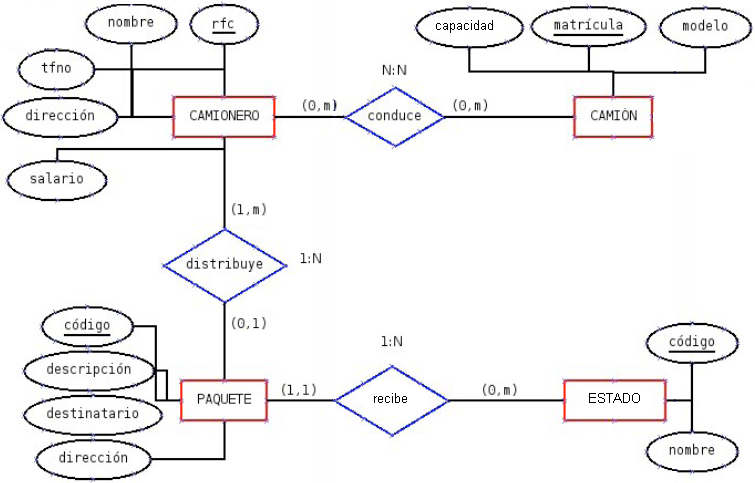 nombre
rfc
capacidad
matrícula
modelo
tfno
N:N
dirección
CAMIONERO
(0,m)
conduce
(0,m)
CAMIÓN
salario
(1,m)
distribuye
1:N
(0,1)
código
descripción
1:N
código
destinatario
PAQUETE
(1,1)
recibe
(0,m)
ESTADO
dirección
nombre